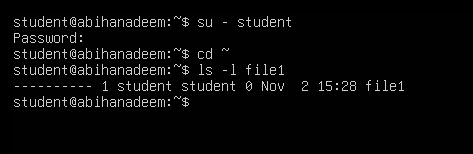 student@abihanadeem:~$ su - student
Password:
student@abihanadeem:~$ cd ~
student@abihanadeem:~$ ls -l file1
---------- 1 student student 0 Nov  2 15:28 file1
student@abihanadeem:~$